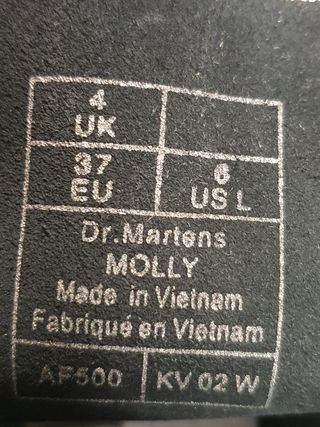 4
UK
37
EU
6
US L
Dr.Martens
MOLLY
Made in Vietnam
Fabriqué en Vietnam
AF500
KV 02 W